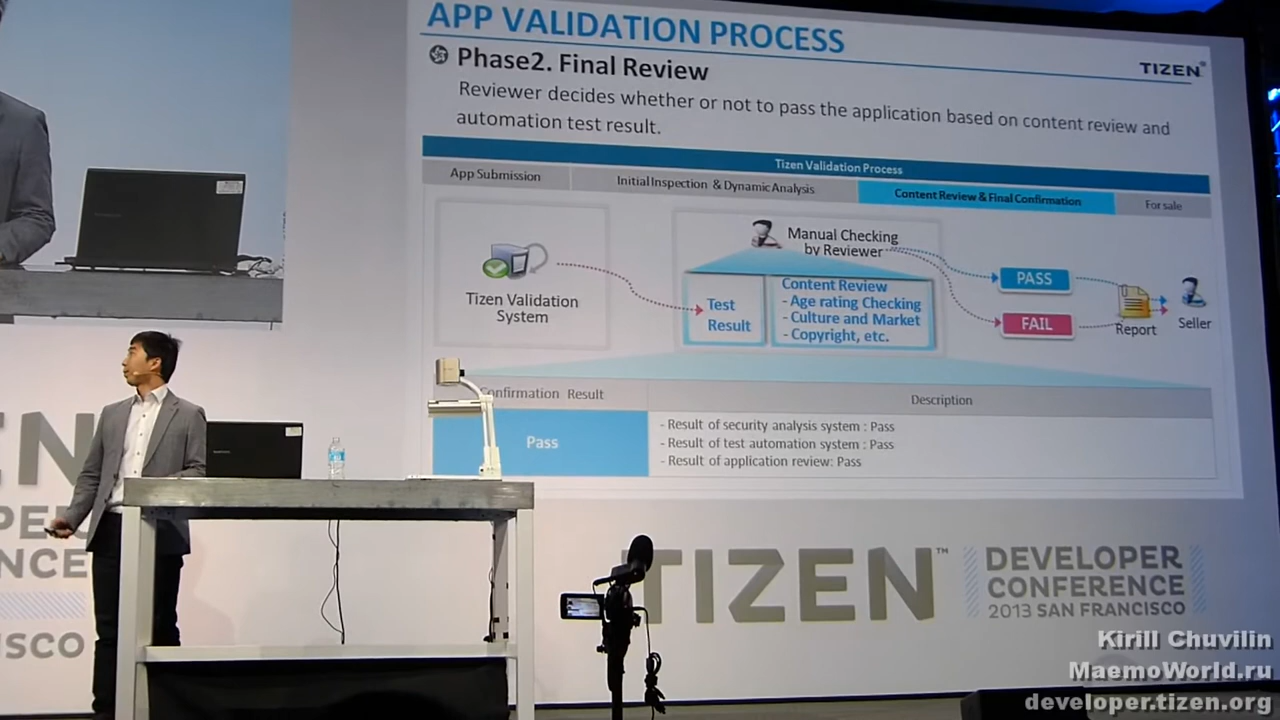 APP VALIDATION PROCESS
TIZEN
Phase2. Final Review
Reviewer decides whether or not to pass the application based on content review and
automation test result.
Tizen Validation Process
App Submission
Initial Inspection & Dynamic Analysis
Content Review & Final Confirmation
For sale
Manual Checking
by Reviewer
Tizen Validation
System
Test
Result
Content Review
- Age rating Checking
- Culture and Market
- Copyright, etc.
PASS
FAIL
Report
Seller
Confirmation Result
Description
Pass
- Result of security analysis system : Pass
- Result of test automation system : Pass
- Result of application review: Pass
EN
PE
ENCE
ISCO
TIZEN™
DEVELOPER
CONFERENCE
2013 SAN FRANCISCO
Kirill Chuvilin
MaemoWorld.ru
developer.tizen.org